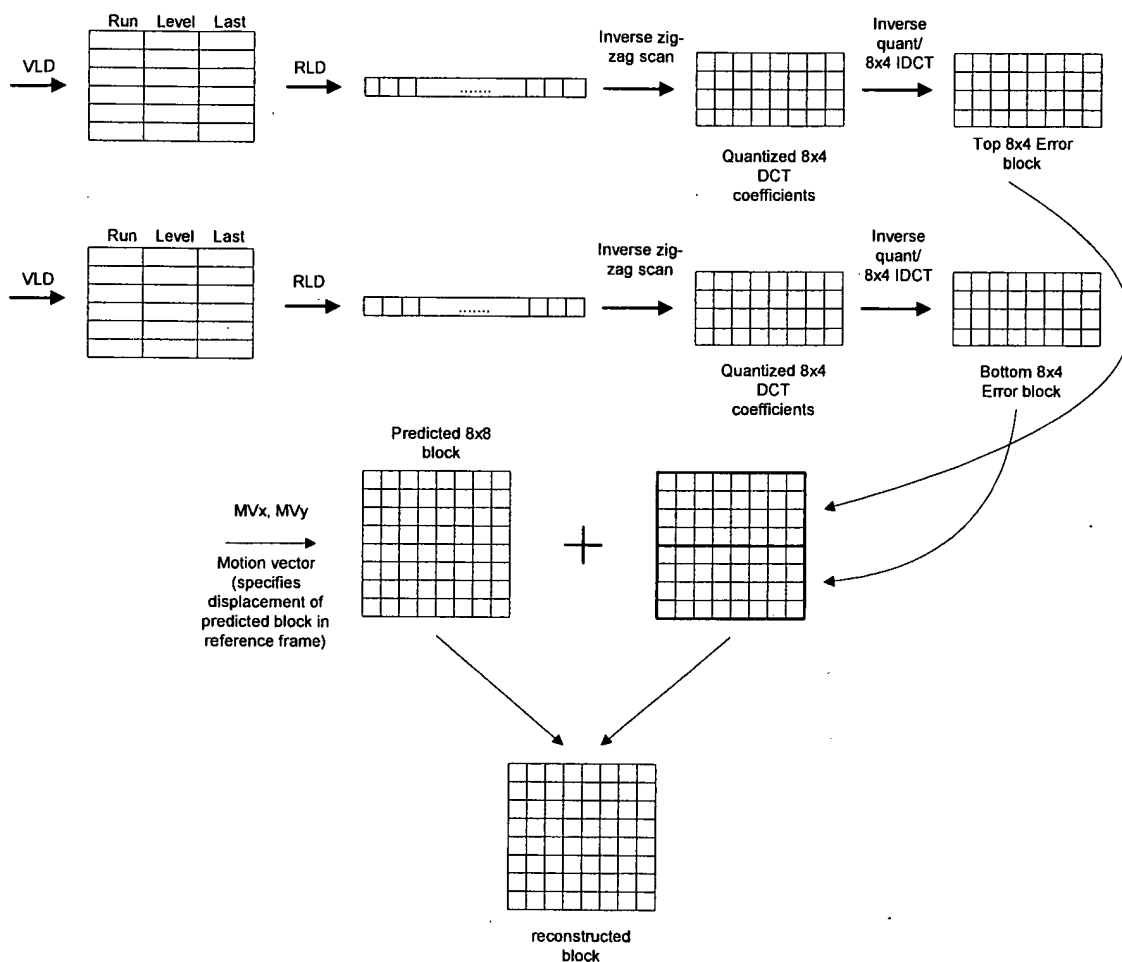 Run Level Last
VLD
RLD
.......
Inverse zig-
zag scan
Inverse
quant/
8x4 IDCT
Quantized 8x4
DCT
coefficients
Top 8x4 Error
block
Run Level Last
VLD
RLD
.......
Inverse zig-
zag scan
Inverse
quant/
8x4 IDCT
Quantized 8x4
DCT
coefficients
Bottom 8x4
Error block
Predicted 8x8
block
MVx, MVy
Motion vector
(specifies
displacement of
predicted block in
reference frame)
+
reconstructed
block